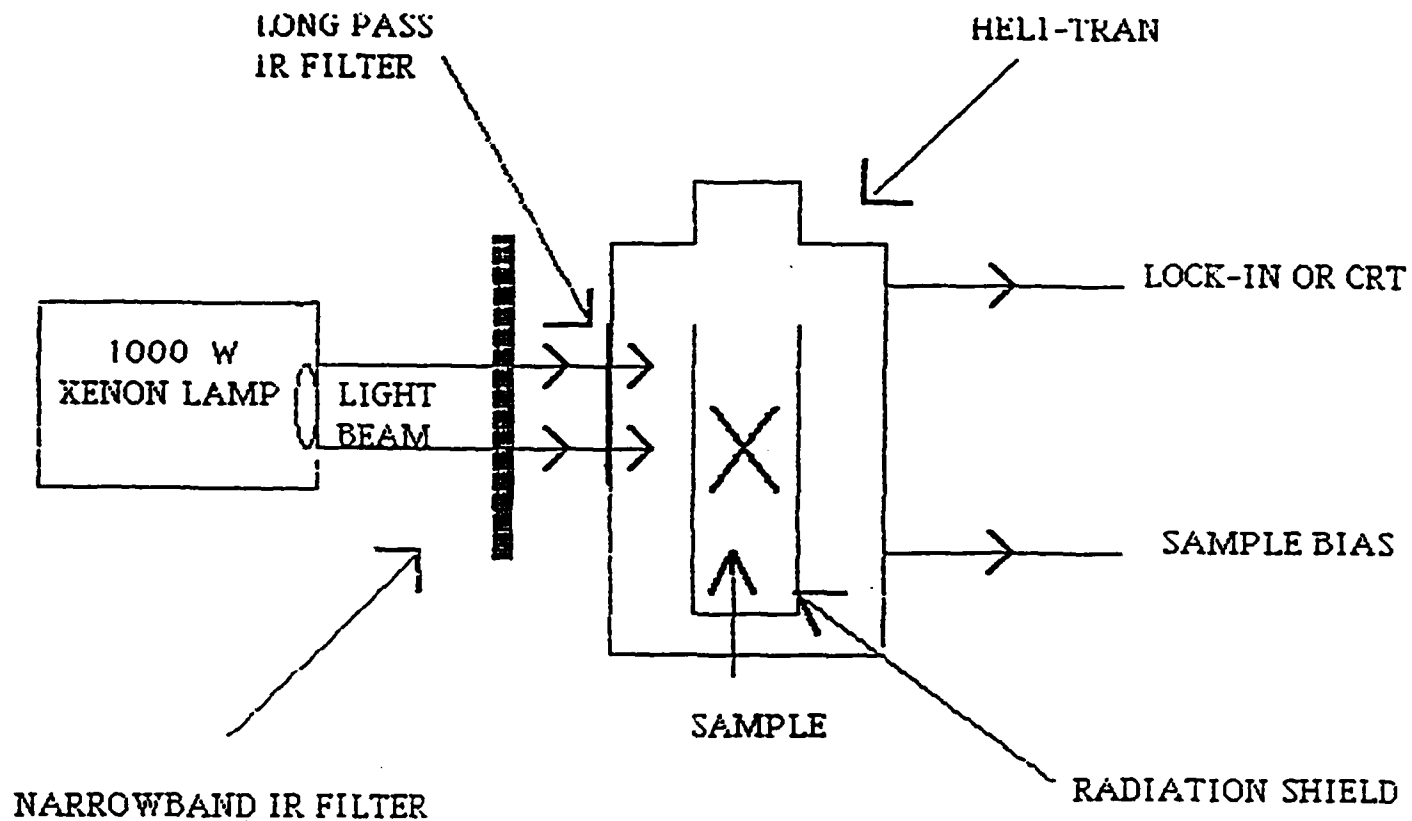 LONG PASS
IR FILTER
HELI-TRAN
LOCK-IN OR CRT
1000 W
XENON LAMP
LIGHT
BEAM
SAMPLE BIAS
SAMPLE
RADIATION SHIELD
NARROWBAND IR FILTER